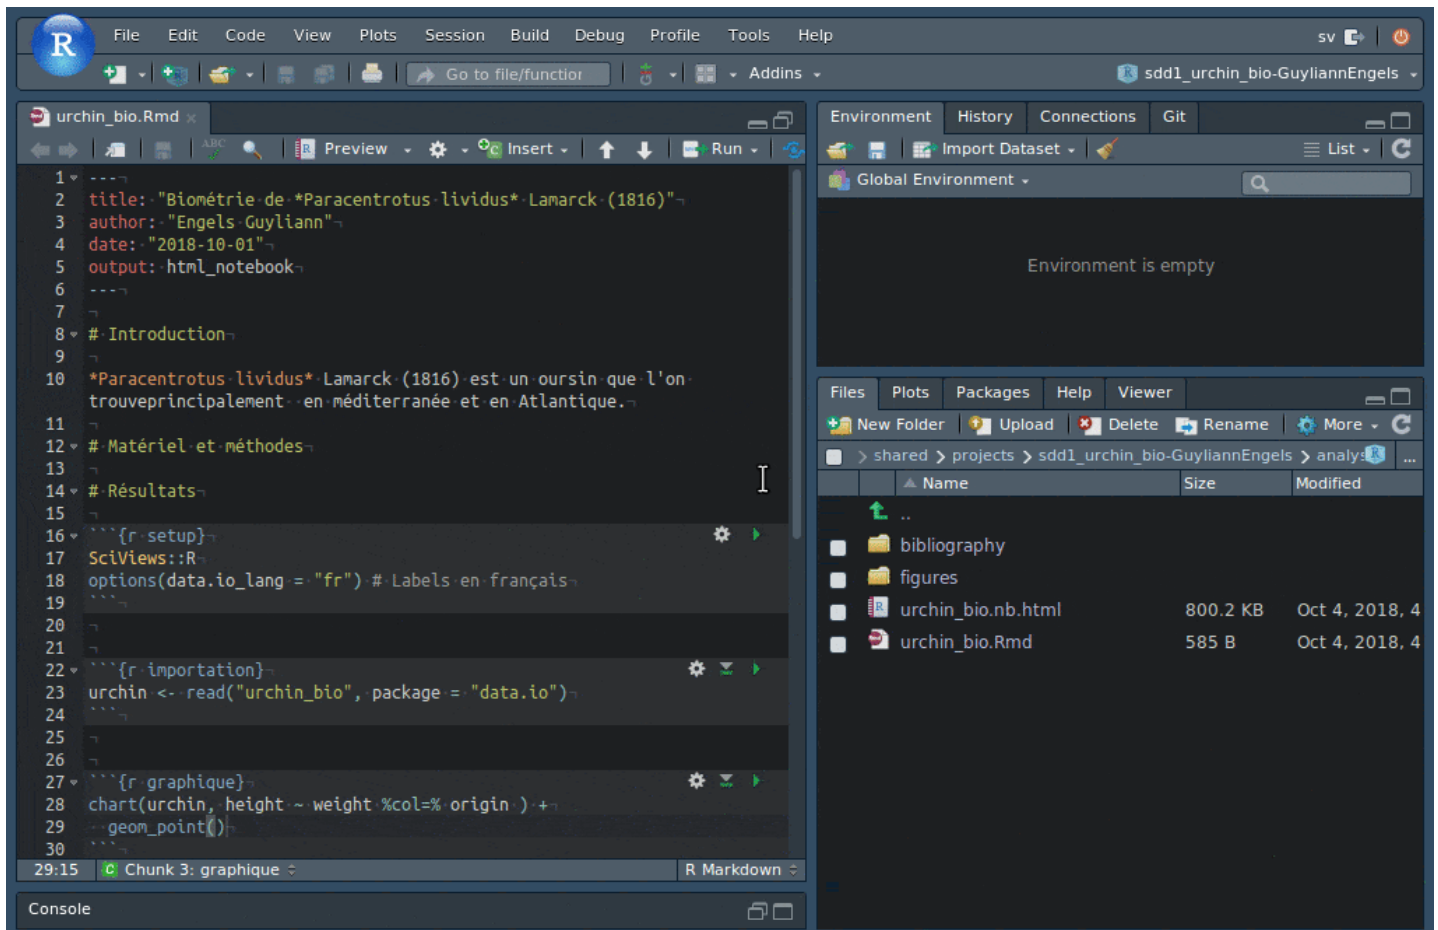 R File Edit Code View Plots Session Build Debug Profile Tools Help sv
Go to file/function Addins sdd1_urchin_bio-GuyliannEngels
urchin_bio.Rmd
ABC Preview Insert Run
1 ---
2 title: "Biométrie de *Paracentrotus lividus* Lamarck (1816)"
3 author: "Engels Guyliann"
4 date: "2018-10-01"
5 output: html_notebook
6 ---
7
8 # Introduction
9
10 *Paracentrotus lividus* Lamarck (1816) est un oursin que l'on
trouveprincipalement  en méditerranée et en Atlantique.
11
12 # Matériel et méthodes
13
14 # Résultats
15
16 ```{r setup}
17 SciViews::R
18 options(data.io_lang = "fr") # Labels en français
19 ```
20
21
22 ```{r importation}
23 urchin <- read("urchin_bio", package = "data.io")
24 ```
25
26
27 ```{r graphique}
28 chart(urchin, height ~ weight %col=% origin ) +
29   geom_point()
30 ```
29:15 C Chunk 3: graphique R Markdown
Console
Environment History Connections Git
Import Dataset List
Global Environment
Environment is empty
Files Plots Packages Help Viewer
New Folder Upload Delete Rename More
shared > projects > sdd1_urchin_bio-GuyliannEngels > analys ...
Name Size Modified
..
bibliography
figures
urchin_bio.nb.html 800.2 KB Oct 4, 2018, 4
urchin_bio.Rmd 585 B Oct 4, 2018, 4